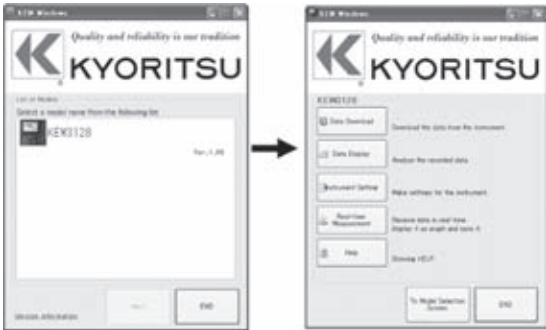 KEW Windows
Quality and reliability is our tradition
KYORITSU
List of Models
Select a model name from the following list
KEW3128
Ver.1.00
Next
END
Version information
KEW Windows
Quality and reliability is our tradition
KYORITSU
KEW3128
Data Download
Download the data from the instrument.
Data Display
Analyze the recorded data.
Instrument Setting
Make settings for the instrument.
Real-time
Measurement
Receive data in real time
Display it as graph and save it.
Help
Showing HELP.
To Model Selection
Screen
END